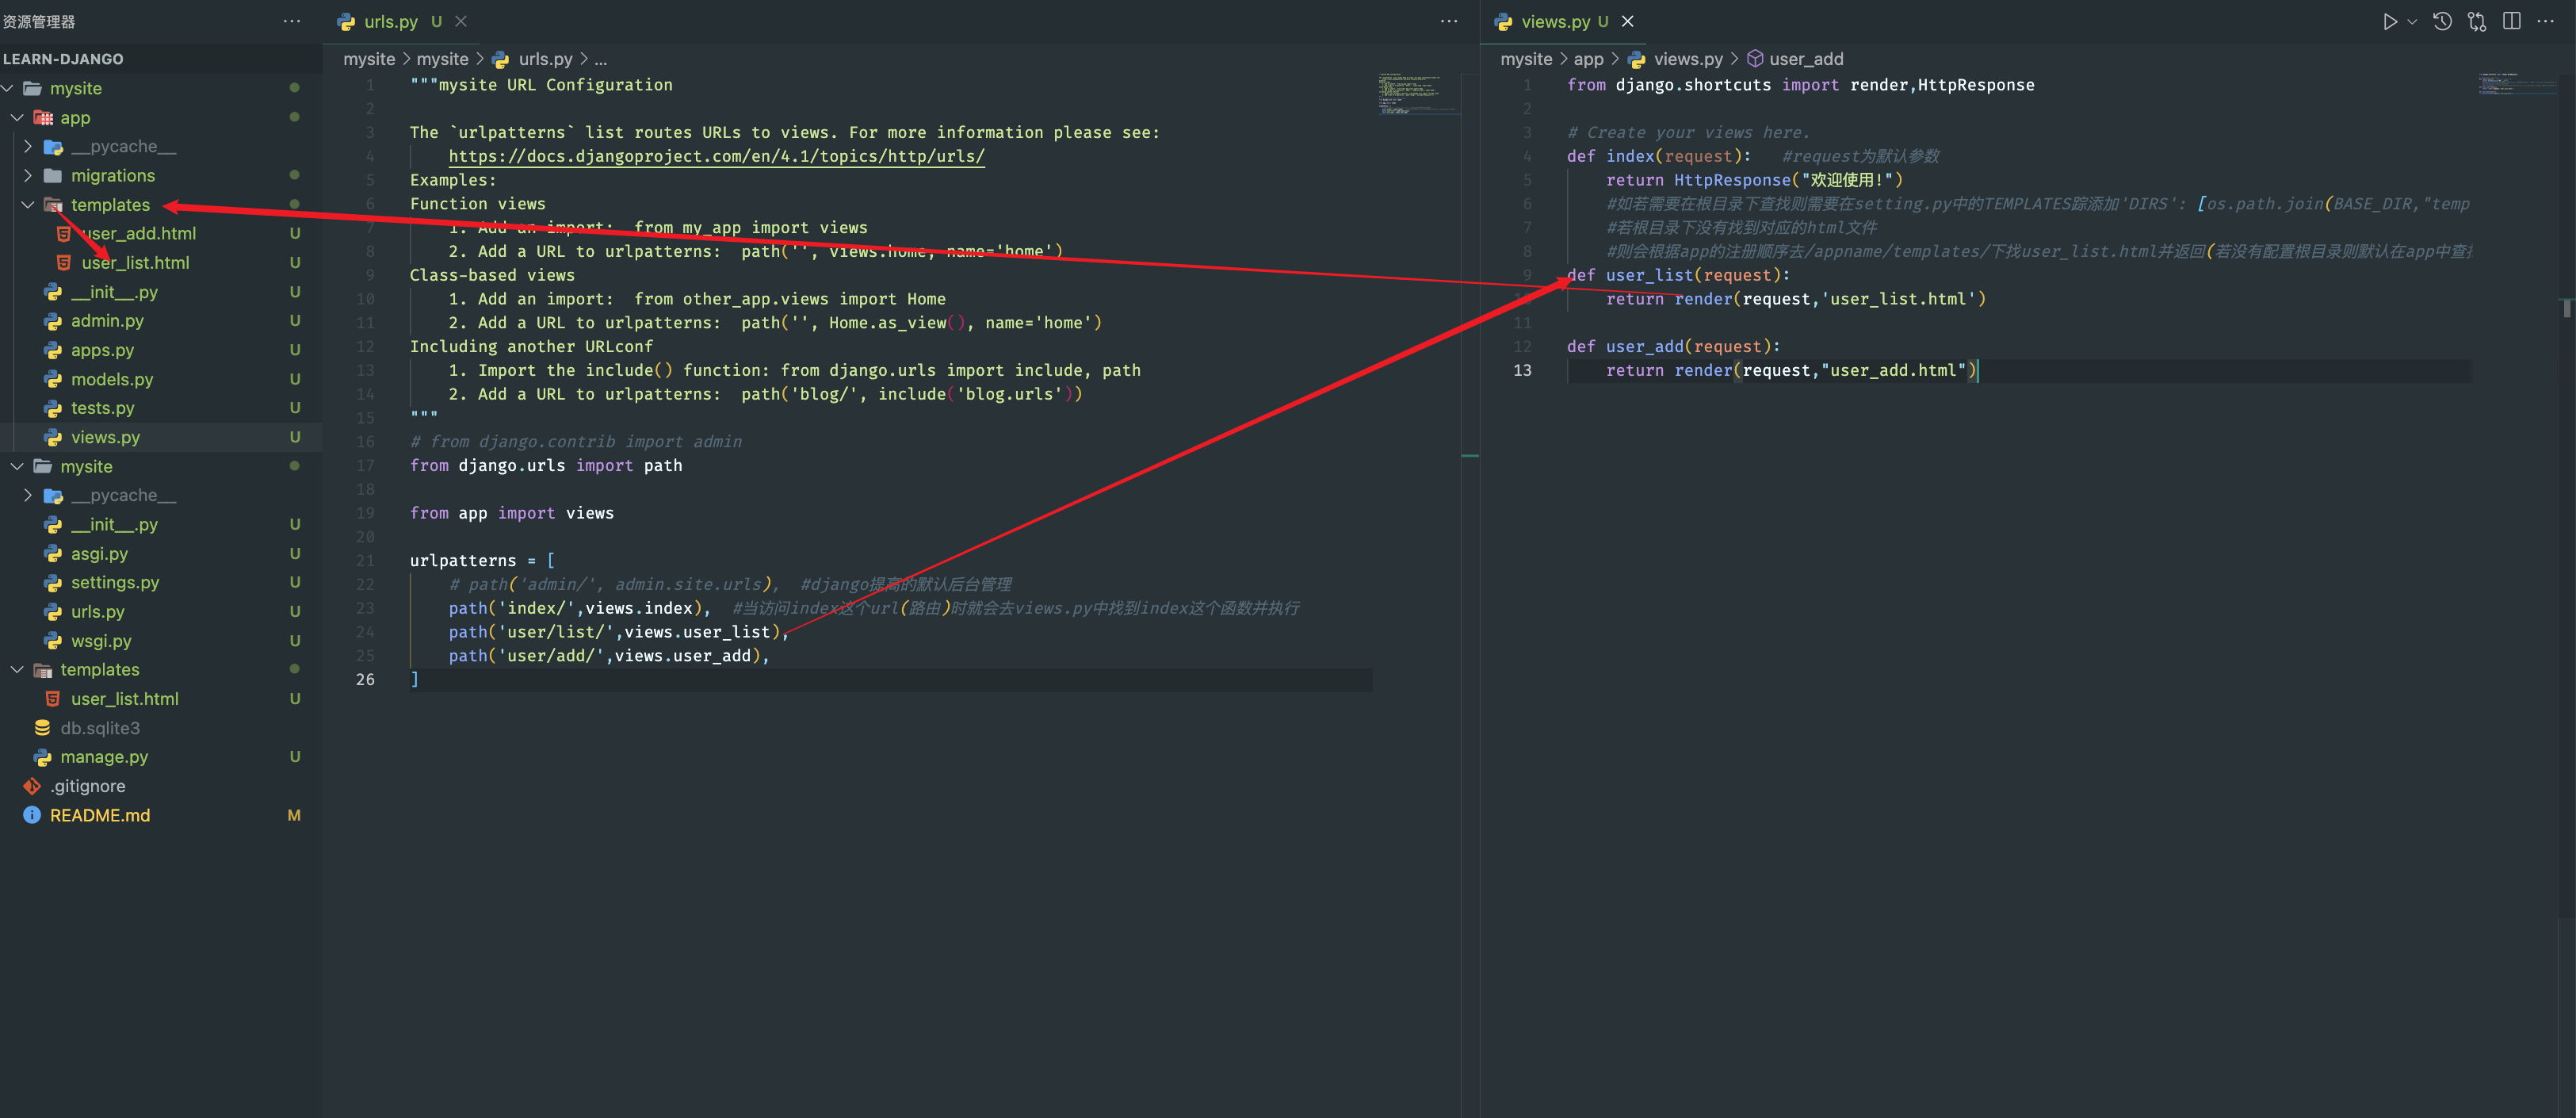 资源管理器
LEARN-DJANGO
mysite
app
__pycache__
migrations
templates
user_add.html U
user_list.html U
__init__.py U
admin.py U
apps.py U
models.py U
tests.py U
views.py U
mysite
__pycache__
__init__.py U
asgi.py U
settings.py U
urls.py U
wsgi.py U
templates
user_list.html U
db.sqlite3
manage.py U
.gitignore
README.md M
urls.py U
mysite > mysite > urls.py > ...
1 """mysite URL Configuration
2
3 The `urlpatterns` list routes URLs to views. For more information please see:
4 https://docs.djangoproject.com/en/4.1/topics/http/urls/
5 Examples:
6 Function views
7 1. Add an import:  from my_app import views
8 2. Add a URL to urlpatterns:  path('', views.home, name='home')
9 Class-based views
10 1. Add an import:  from other_app.views import Home
11 2. Add a URL to urlpatterns:  path('', Home.as_view(), name='home')
12 Including another URLconf
13 1. Import the include() function: from django.urls import include, path
14 2. Add a URL to urlpatterns:  path('blog/', include('blog.urls'))
15 """
16 # from django.contrib import admin
17 from django.urls import path
18
19 from app import views
20
21 urlpatterns = [
22 # path('admin/', admin.site.urls),  #django提高的默认后台管理
23 path('index/',views.index),  #当访问index这个url(路由)时就会去views.py中找到index这个函数并执行
24 path('user/list/',views.user_list),
25 path('user/add/',views.user_add),
26 ]
views.py U
mysite > app > views.py > user_add
1 from django.shortcuts import render,HttpResponse
2
3 # Create your views here.
4 def index(request):   #request为默认参数
5 return HttpResponse("欢迎使用!")
6 #如若需要在根目录下查找则需要在setting.py中的TEMPLATES踪添加'DIRS': [os.path.join(BASE_DIR,"temp
7 #若根目录下没有找到对应的html文件
8 #则会根据app的注册顺序去/appname/templates/下找user_list.html并返回(若没有配置根目录则默认在app中查
9 def user_list(request):
10 return render(request,'user_list.html')
11
12 def user_add(request):
13 return render(request,"user_add.html")